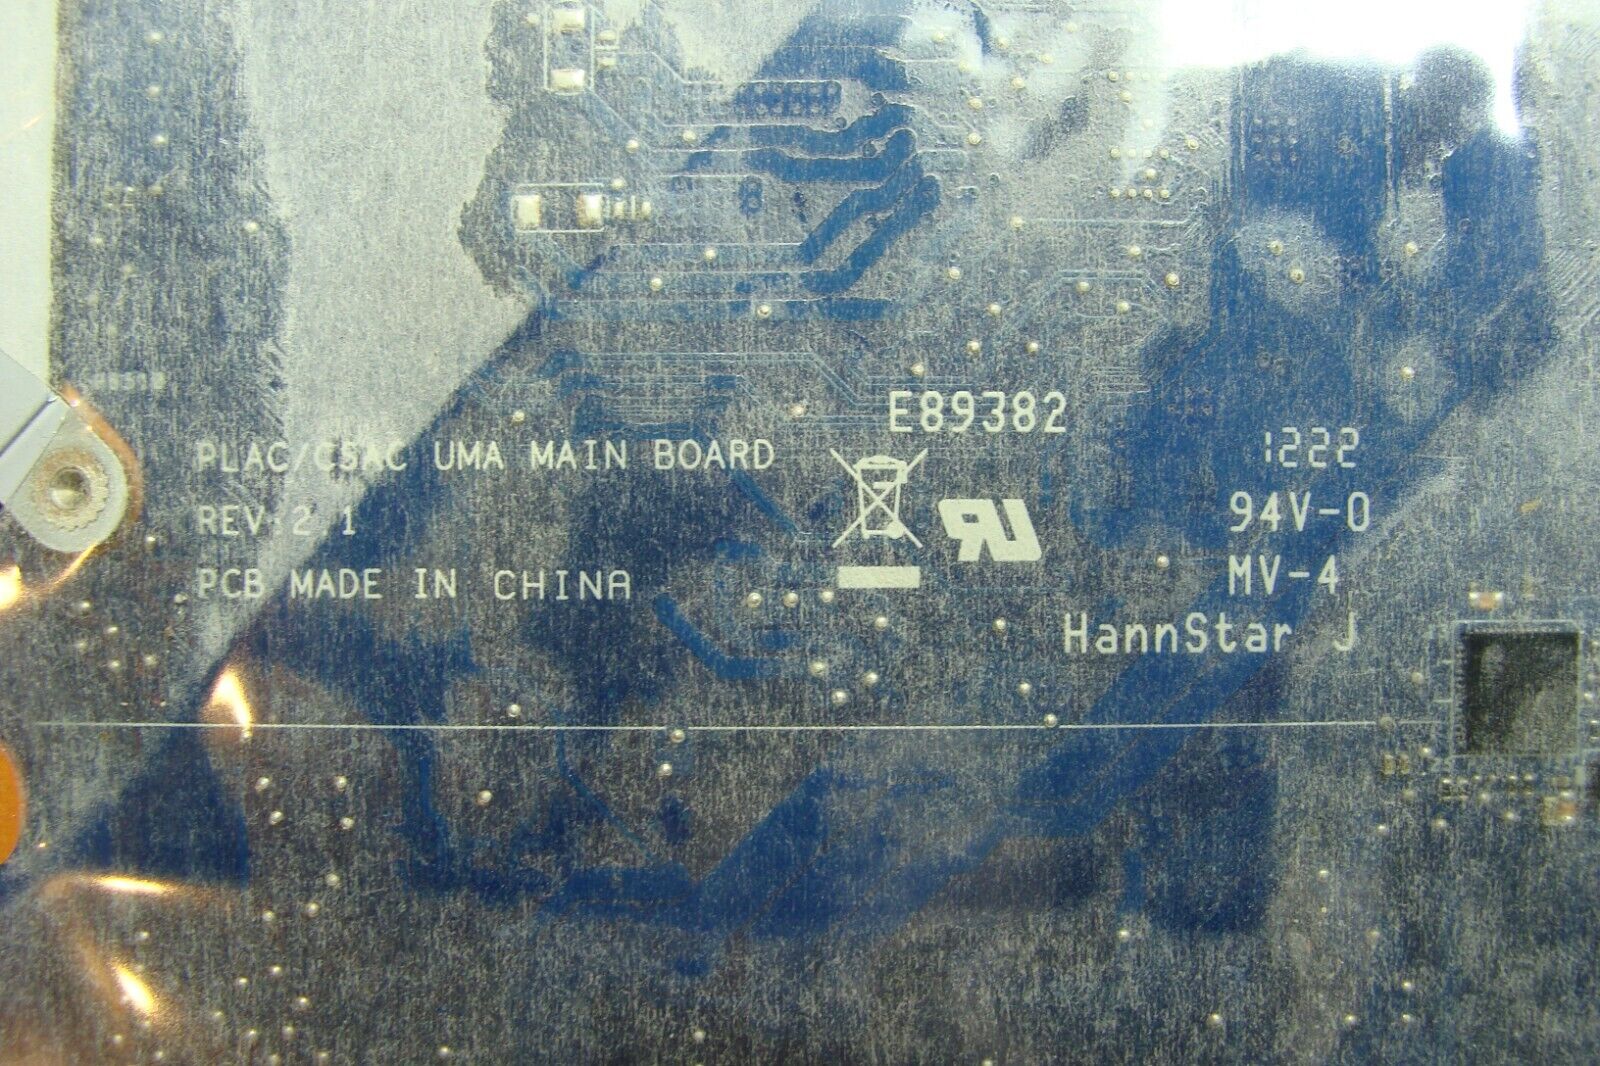 PLAC/CSAC UMA MAIN BOARD
REV:2.1
PCB MADE IN CHINA
E89382
1222
94V-0
MV-4
HannStar J